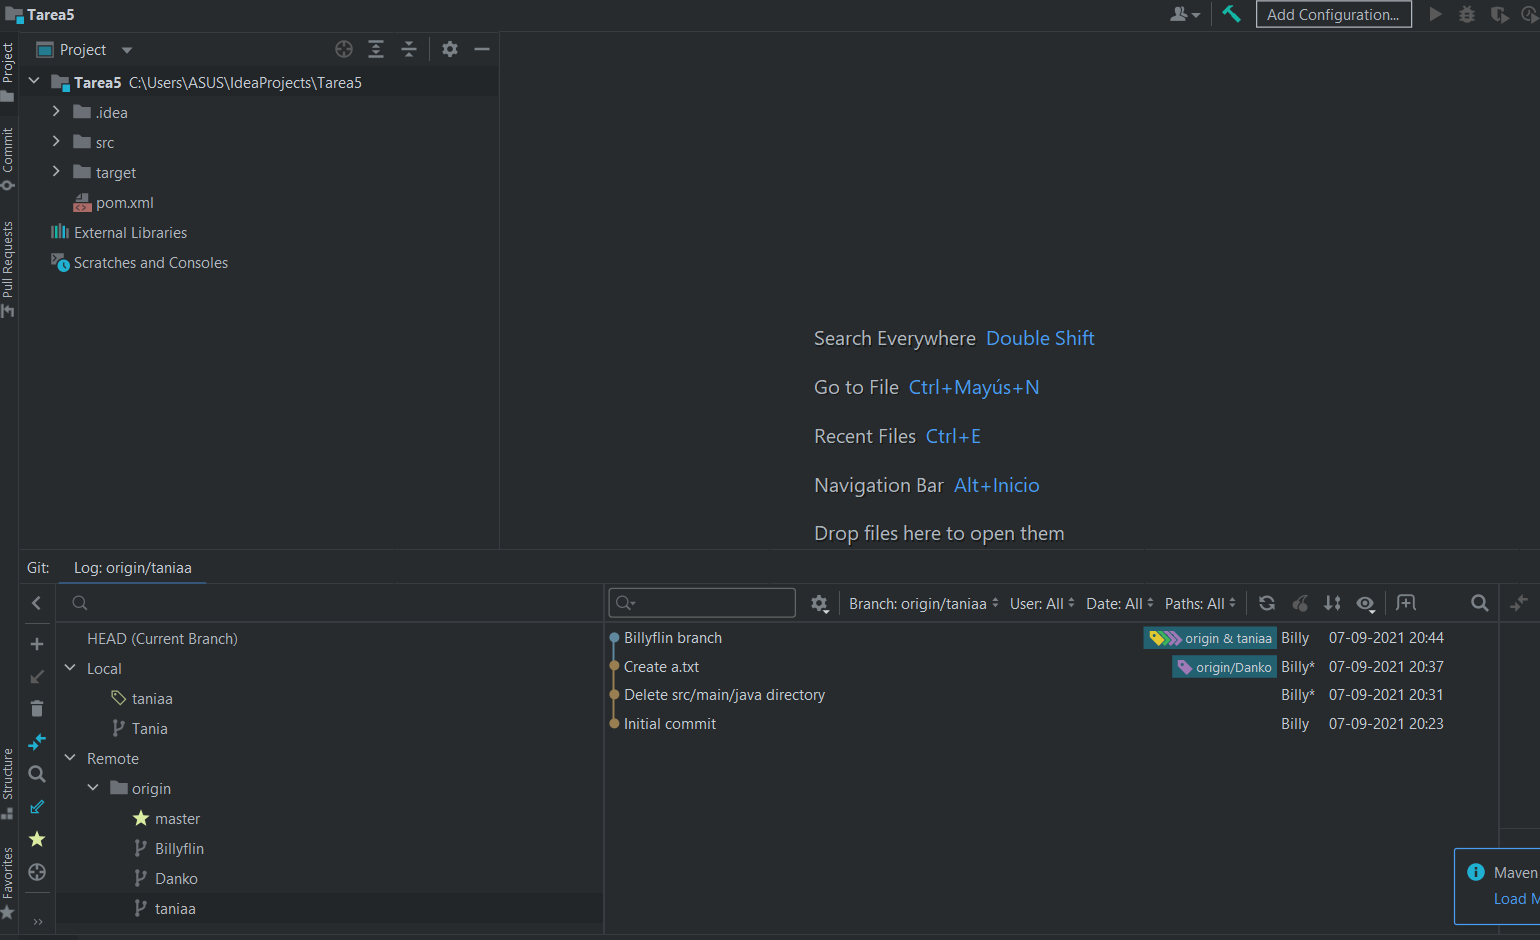 Tarea5
Add Configuration...
Project
Project
Tarea5 C:\Users\ASUS\IdeaProjects\Tarea5
.idea
src
target
pom.xml
External Libraries
Scratches and Consoles
Commit
Pull Requests
Structure
Favorites
Search Everywhere Double Shift
Go to File Ctrl+Mayús+N
Recent Files Ctrl+E
Navigation Bar Alt+Inicio
Drop files here to open them
Git: Log: origin/taniaa
HEAD (Current Branch)
Local
taniaa
Tania
Remote
origin
master
Billyflin
Danko
taniaa
Branch: origin/taniaa User: All Date: All Paths: All
Billyflin branch origin & taniaa Billy 07-09-2021 20:44
Create a.txt origin/Danko Billy* 07-09-2021 20:37
Delete src/main/java directory Billy* 07-09-2021 20:31
Initial commit Billy 07-09-2021 20:23
Maven
Load M